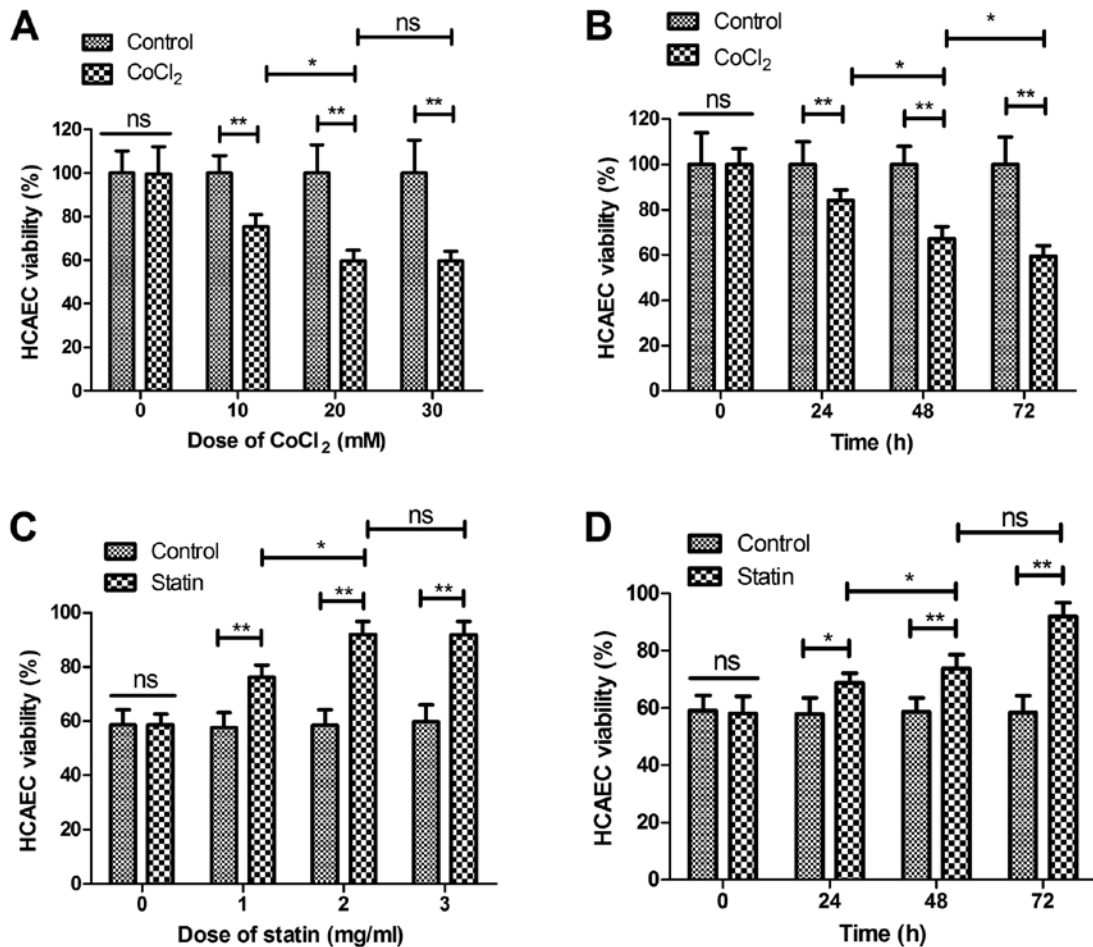 A
Control
CoCl2
ns
*
ns
**
**
**
120
100
80
60
40
20
0
HCAEC viability (%)
0 10 20 30
Dose of CoCl2 (mM)
B
Control
CoCl2
ns
*
*
**
**
**
120
100
80
60
40
20
0
HCAEC viability (%)
0 24 48 72
Time (h)
C
Control
Statin
ns
*
ns
**
**
**
100
80
60
40
20
0
HCAEC viability (%)
0 1 2 3
Dose of statin (mg/ml)
D
Control
Statin
ns
*
ns
*
**
**
100
80
60
40
20
0
HCAEC viability (%)
0 24 48 72
Time (h)